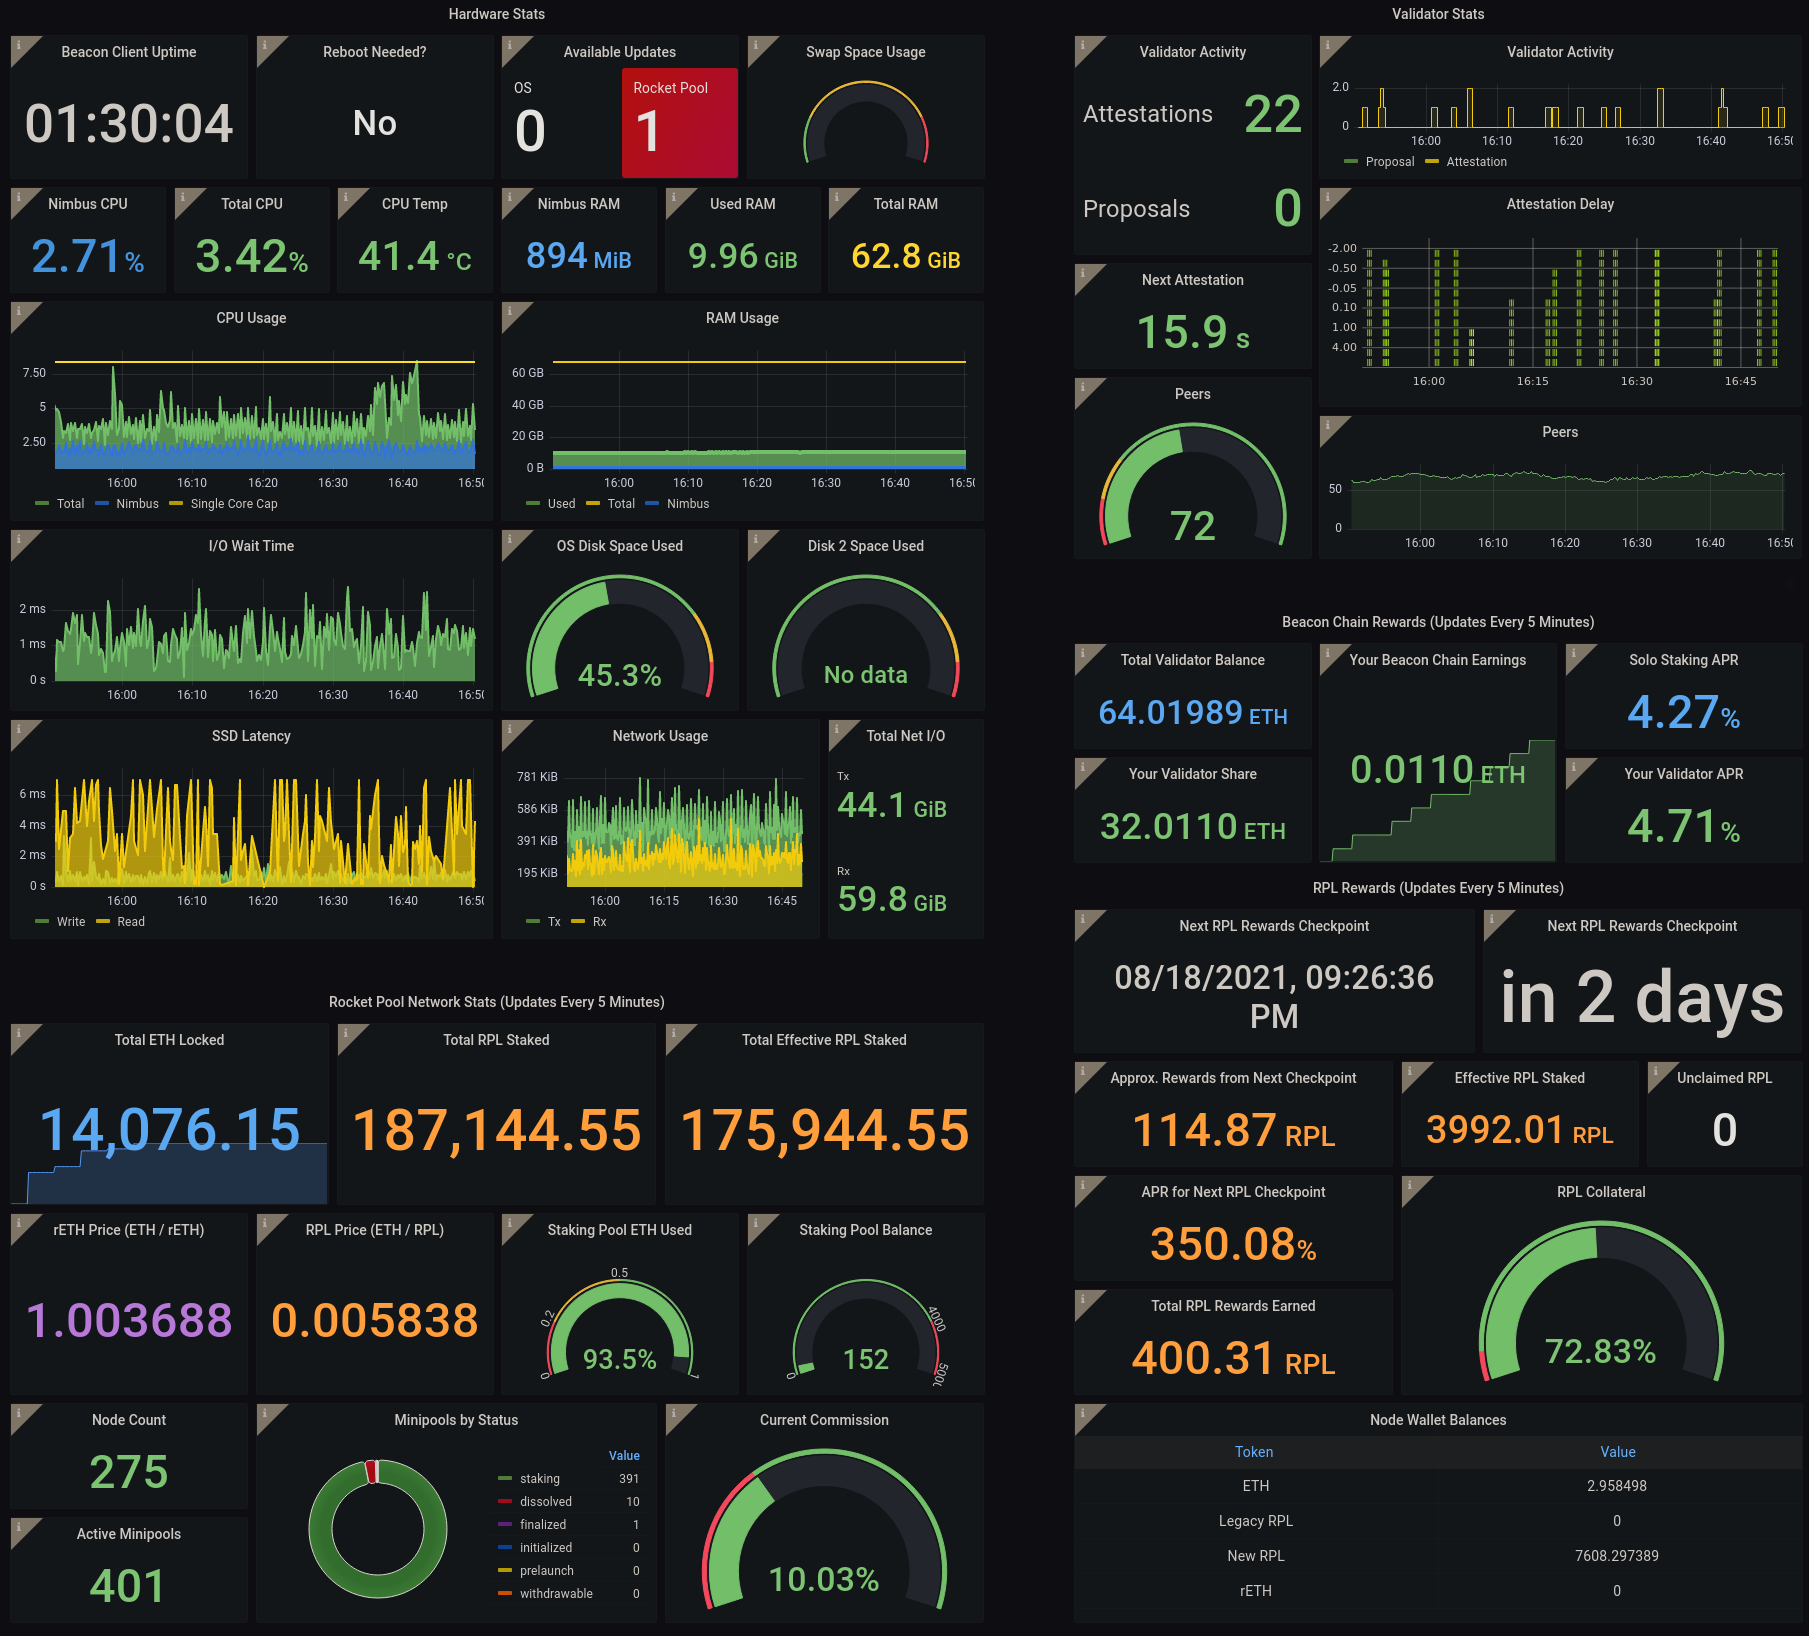 Hardware Stats
Beacon Client Uptime
01:30:04
Reboot Needed?
No
Available Updates
OS
0
Rocket Pool
1
Swap Space Usage
Nimbus CPU
2.71%
Total CPU
3.42%
CPU Temp
41.4 °C
Nimbus RAM
894 MiB
Used RAM
9.96 GiB
Total RAM
62.8 GiB
CPU Usage
7.50
5
2.50
16:00 16:10 16:20 16:30 16:40 16:50
Total Nimbus Single Core Cap
RAM Usage
60 GB
40 GB
20 GB
0 B
16:00 16:10 16:20 16:30 16:40 16:50
Used Total Nimbus
I/O Wait Time
2 ms
1 ms
0 s
16:00 16:10 16:20 16:30 16:40 16:50
OS Disk Space Used
45.3%
Disk 2 Space Used
No data
SSD Latency
6 ms
4 ms
2 ms
0 s
16:00 16:10 16:20 16:30 16:40 16:50
Write Read
Network Usage
781 KiB
586 KiB
391 KiB
195 KiB
16:00 16:15 16:30 16:45
Tx Rx
Total Net I/O
Tx
44.1 GiB
Rx
59.8 GiB
Rocket Pool Network Stats (Updates Every 5 Minutes)
Total ETH Locked
14,076.15
Total RPL Staked
187,144.55
Total Effective RPL Staked
175,944.55
rETH Price (ETH / rETH)
1.003688
RPL Price (ETH / RPL)
0.005838
Staking Pool ETH Used
0
0.2
0.5
1
93.5%
Staking Pool Balance
0
4000
5000
152
Node Count
275
Active Minipools
401
Minipools by Status
Value
staking 391
dissolved 10
finalized 1
initialized 0
prelaunch 0
withdrawable 0
Current Commission
10.03%
Validator Stats
Validator Activity
Attestations 22
Proposals 0
Validator Activity
2.0
0
16:00 16:10 16:20 16:30 16:40 16:50
Proposal Attestation
Next Attestation
15.9 s
Attestation Delay
-2.00
-0.50
-0.05
0.10
1.00
4.00
16:00 16:15 16:30 16:45
Peers
72
Peers
50
0
16:00 16:10 16:20 16:30 16:40 16:50
Beacon Chain Rewards (Updates Every 5 Minutes)
Total Validator Balance
64.01989 ETH
Your Validator Share
32.0110 ETH
Your Beacon Chain Earnings
0.0110 ETH
Solo Staking APR
4.27%
Your Validator APR
4.71%
RPL Rewards (Updates Every 5 Minutes)
Next RPL Rewards Checkpoint
08/18/2021, 09:26:36
PM
Next RPL Rewards Checkpoint
in 2 days
Approx. Rewards from Next Checkpoint
114.87 RPL
Effective RPL Staked
3992.01 RPL
Unclaimed RPL
0
APR for Next RPL Checkpoint
350.08%
Total RPL Rewards Earned
400.31 RPL
RPL Collateral
72.83%
Node Wallet Balances
Token Value
ETH 2.958498
Legacy RPL 0
New RPL 7608.297389
rETH 0